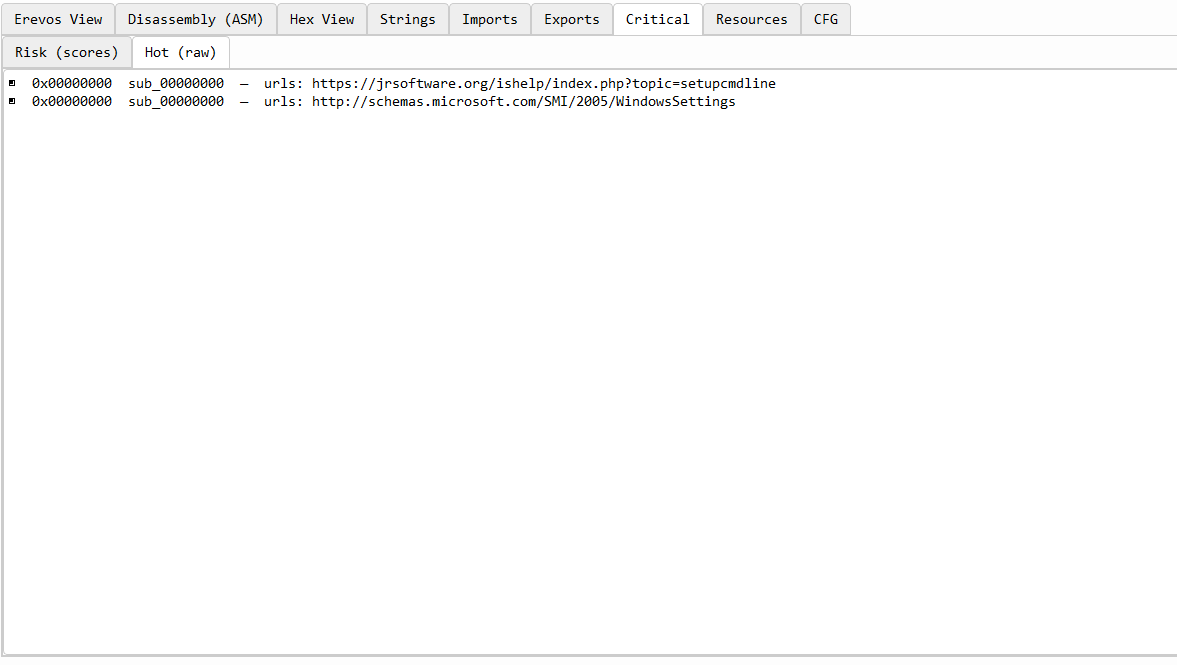 Erevos View Disassembly (ASM) Hex View Strings Imports Exports Critical Resources CFG
Risk (scores) Hot (raw)
0x00000000 sub_00000000 — urls: https://jrsoftware.org/ishelp/index.php?topic=setupcmdline
0x00000000 sub_00000000 — urls: http://schemas.microsoft.com/SMI/2005/WindowsSettings